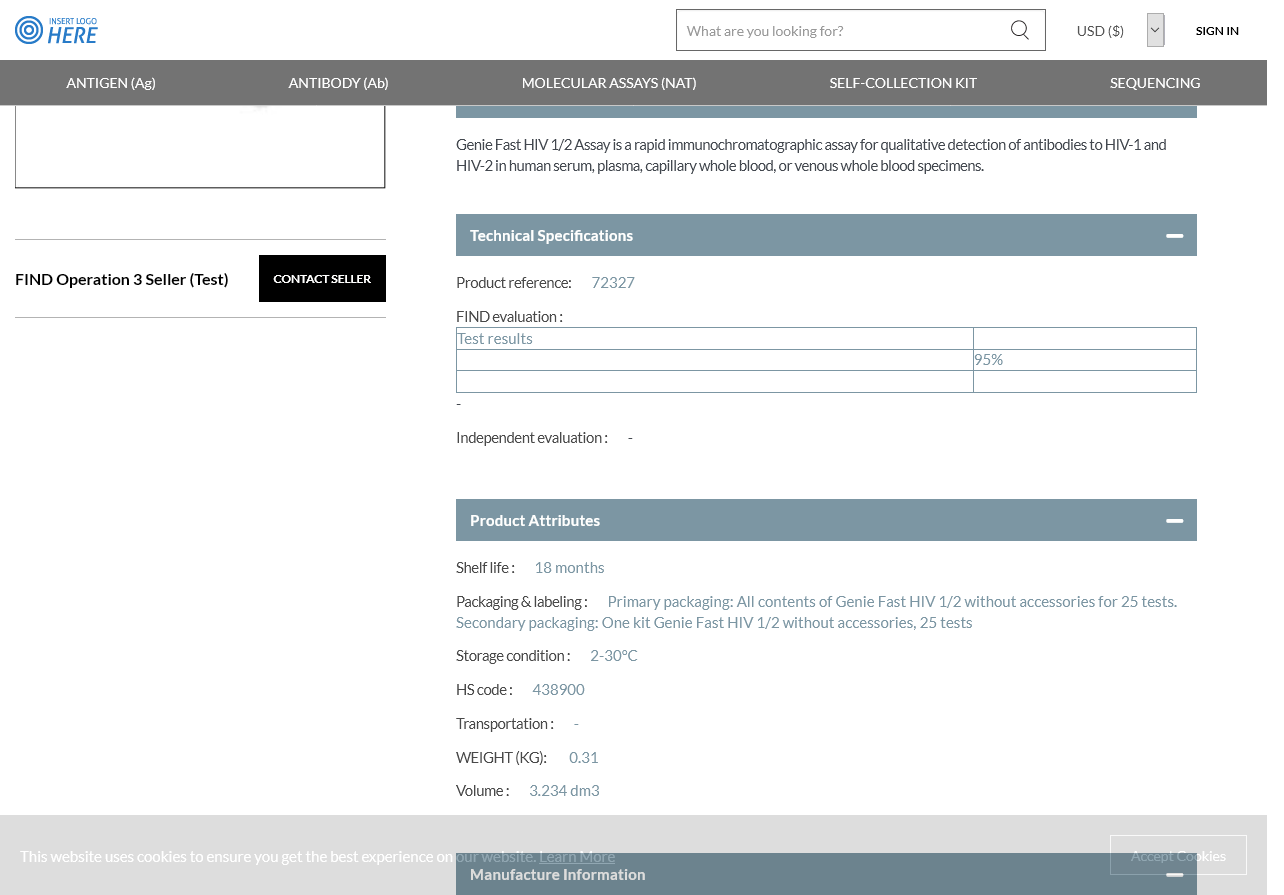 INSERT LOGO
HERE
What are you looking for?
USD ($)
SIGN IN
ANTIGEN (Ag)
ANTIBODY (Ab)
MOLECULAR ASSAYS (NAT)
SELF-COLLECTION KIT
SEQUENCING
Genie Fast HIV 1/2 Assay is a rapid immunochromatographic assay for qualitative detection of antibodies to HIV-1 and
HIV-2 in human serum, plasma, capillary whole blood, or venous whole blood specimens.
FIND Operation 3 Seller (Test)
CONTACT SELLER
Technical Specifications
Product reference: 72327
FIND evaluation :
Test results
95%
-
Independent evaluation : -
Product Attributes
Shelf life : 18 months
Packaging & labeling : Primary packaging: All contents of Genie Fast HIV 1/2 without accessories for 25 tests.
Secondary packaging: One kit Genie Fast HIV 1/2 without accessories, 25 tests
Storage condition : 2-30°C
HS code : 438900
Transportation : -
WEIGHT (KG): 0.31
Volume : 3.234 dm3
This website uses cookies to ensure you get the best experience on our website. Learn More
Accept Cookies
Manufacture Information